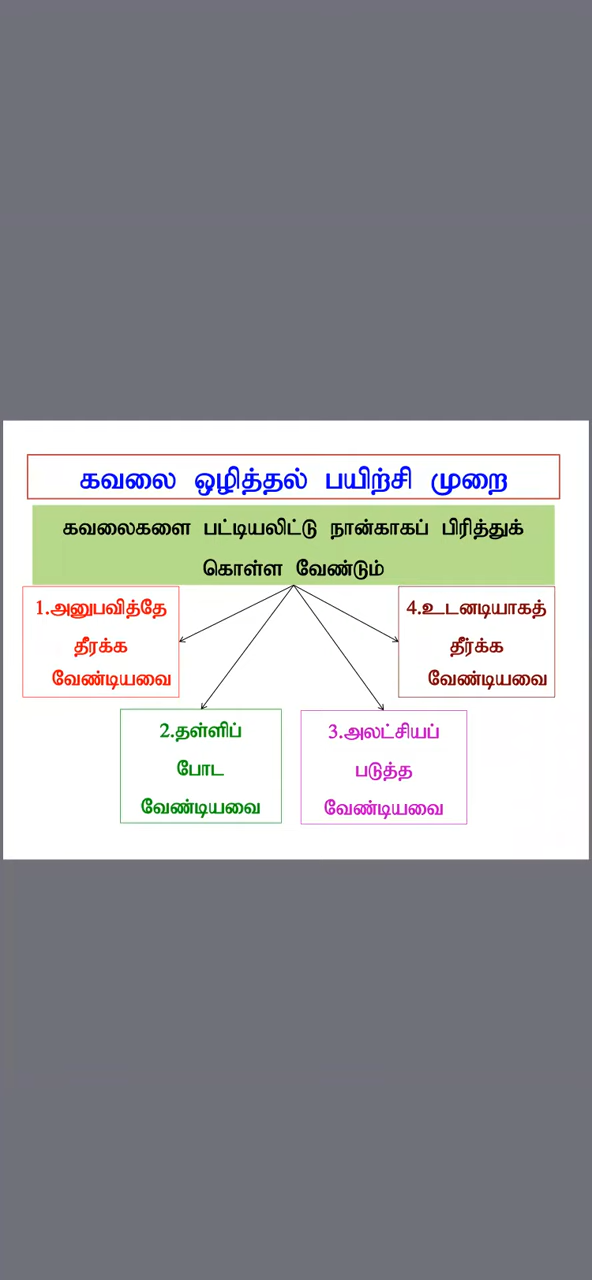 கவலை ஒழித்தல் பயிற்சி முறை
கவலைகளை பட்டியலிட்டு நான்காகப் பிரித்துக்
கொள்ள வேண்டும்
1.அனுபவித்தே
தீரக்க
வேண்டியவை
4.உடனடியாகத்
தீர்க்க
வேண்டியவை
2.தள்ளிப்
போட
வேண்டியவை
3.அலட்சியப்
படுத்த
வேண்டியவை